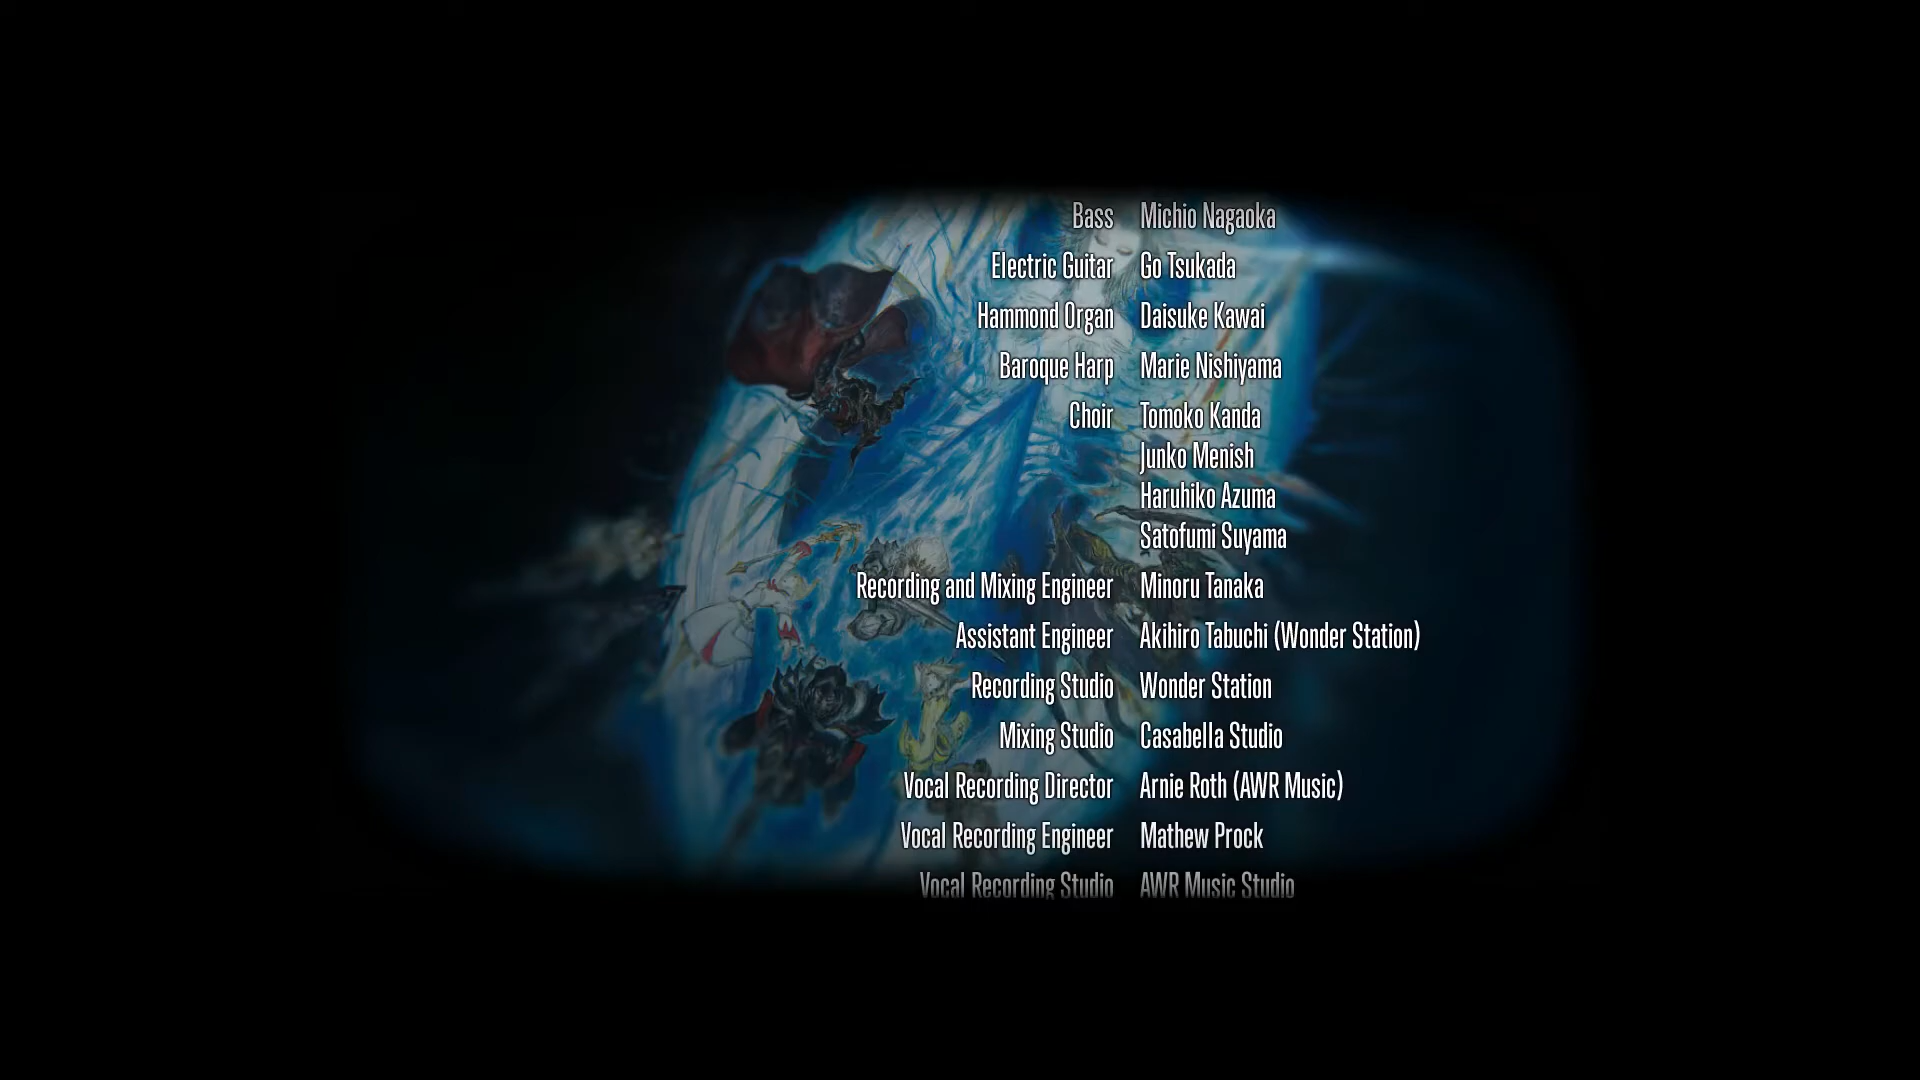 Bass Michio Nagaoka
Electric Guitar Go Tsukada
Hammond Organ Daisuke Kawai
Baroque Harp Marie Nishiyama
Choir Tomoko Kanda
Junko Menish
Haruhiko Azuma
Satofumi Suyama
Recording and Mixing Engineer Minoru Tanaka
Assistant Engineer Akihiro Tabuchi (Wonder Station)
Recording Studio Wonder Station
Mixing Studio Casabella Studio
Vocal Recording Director Arnie Roth (AWR Music)
Vocal Recording Engineer Mathew Prock
Vocal Recording Studio AWR Music Studio